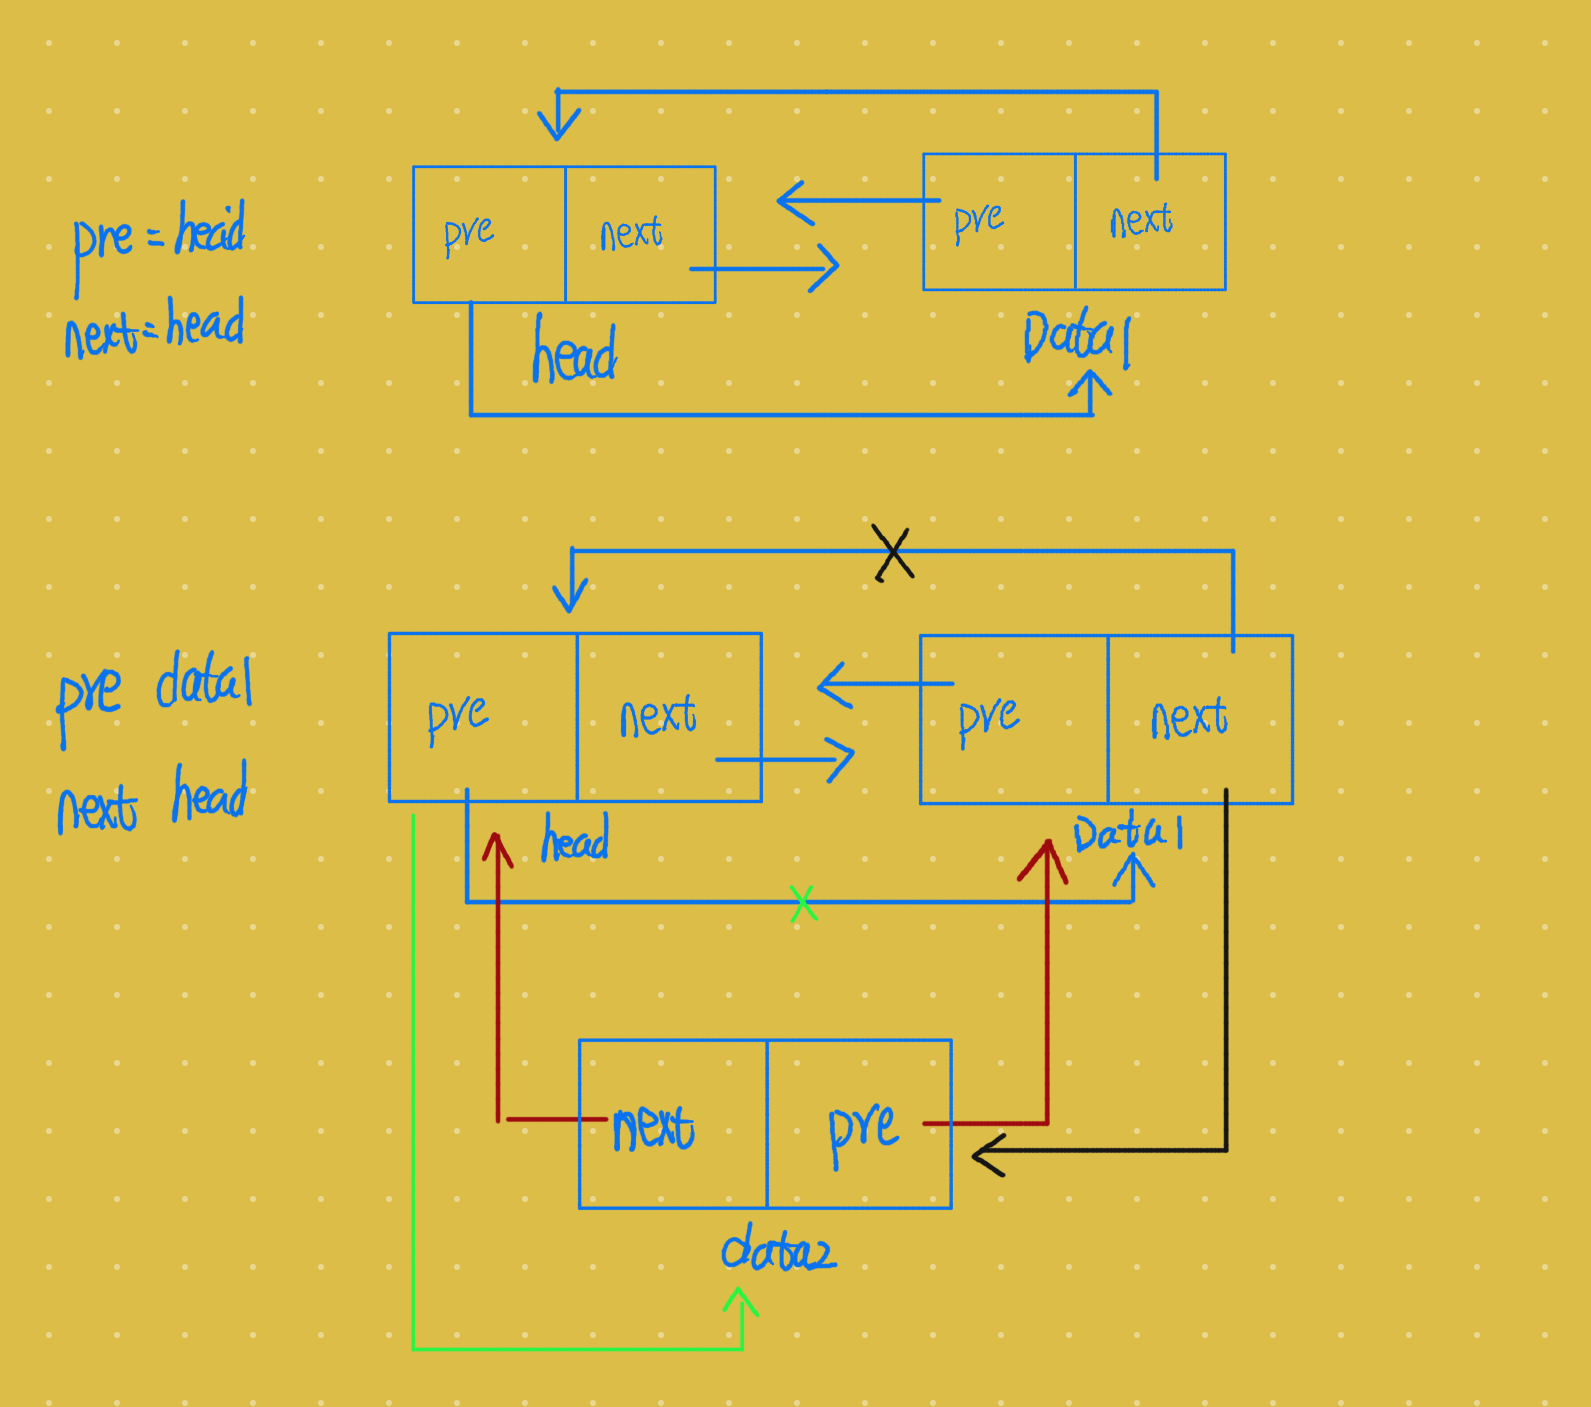 pre next
pre next
pre = head
next = head
head
Data1
pre data1
pre next
pre next
next head
head
Data1
next pre
data2